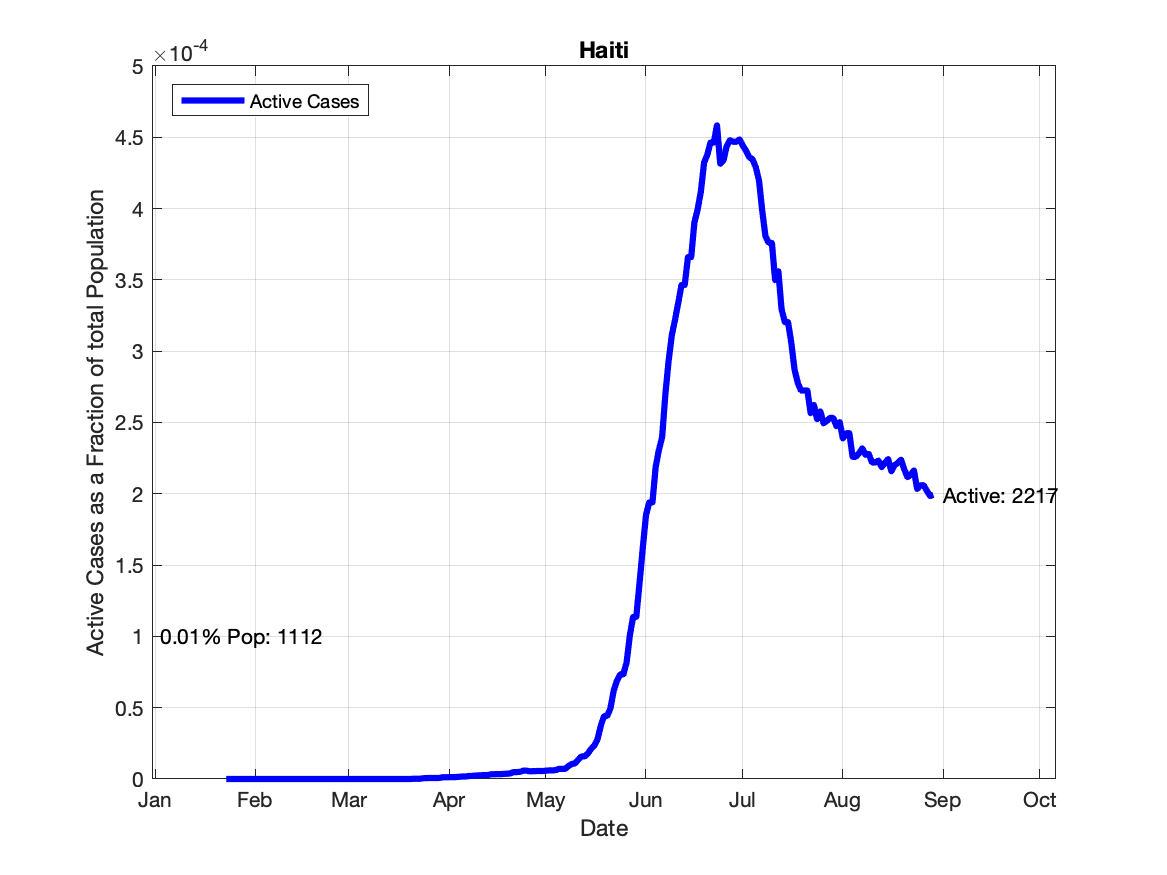 Haiti
×10-4
Active Cases
5
4.5
4
3.5
3
2.5
2
1.5
1
0.5
0
Active Cases as a Fraction of total Population
0.01% Pop: 1112
Active: 2217
Jan Feb Mar Apr May Jun Jul Aug Sep Oct
Date